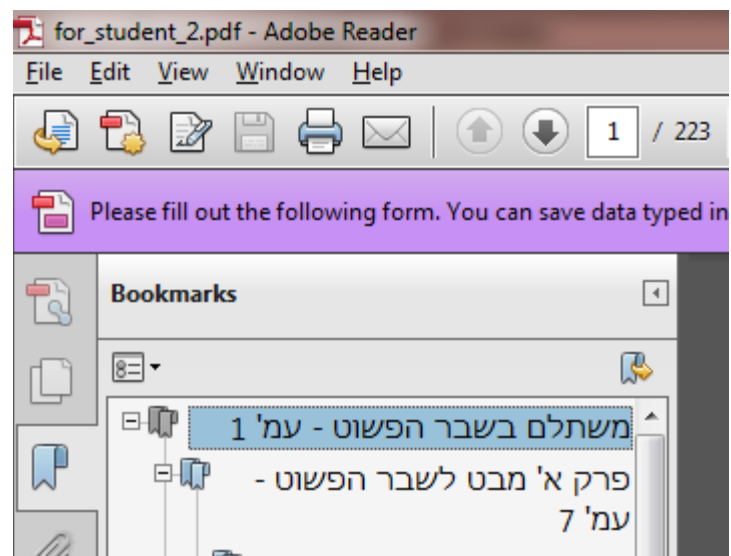 for_student_2.pdf - Adobe Reader
File Edit View Window Help
1 / 223
Please fill out the following form. You can save data typed in
Bookmarks
משתלם בשבר הפשוט - עמ' 1
פרק א' מבט לשבר הפשוט -
עמ' 7